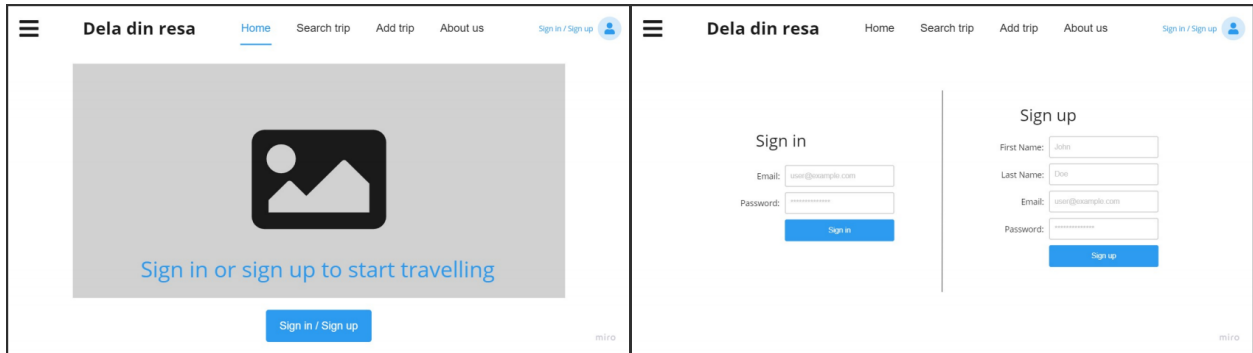 Dela din resa Home Search trip Add trip About us Sign in / Sign up
Sign in or sign up to start travelling
Sign in / Sign up
miro
Dela din resa Home Search trip Add trip About us Sign in / Sign up
Sign in
Email: user@example.com
Password: **************
Sign in
Sign up
First Name: John
Last Name: Doe
Email: user@example.com
Password: **************
Sign up
miro